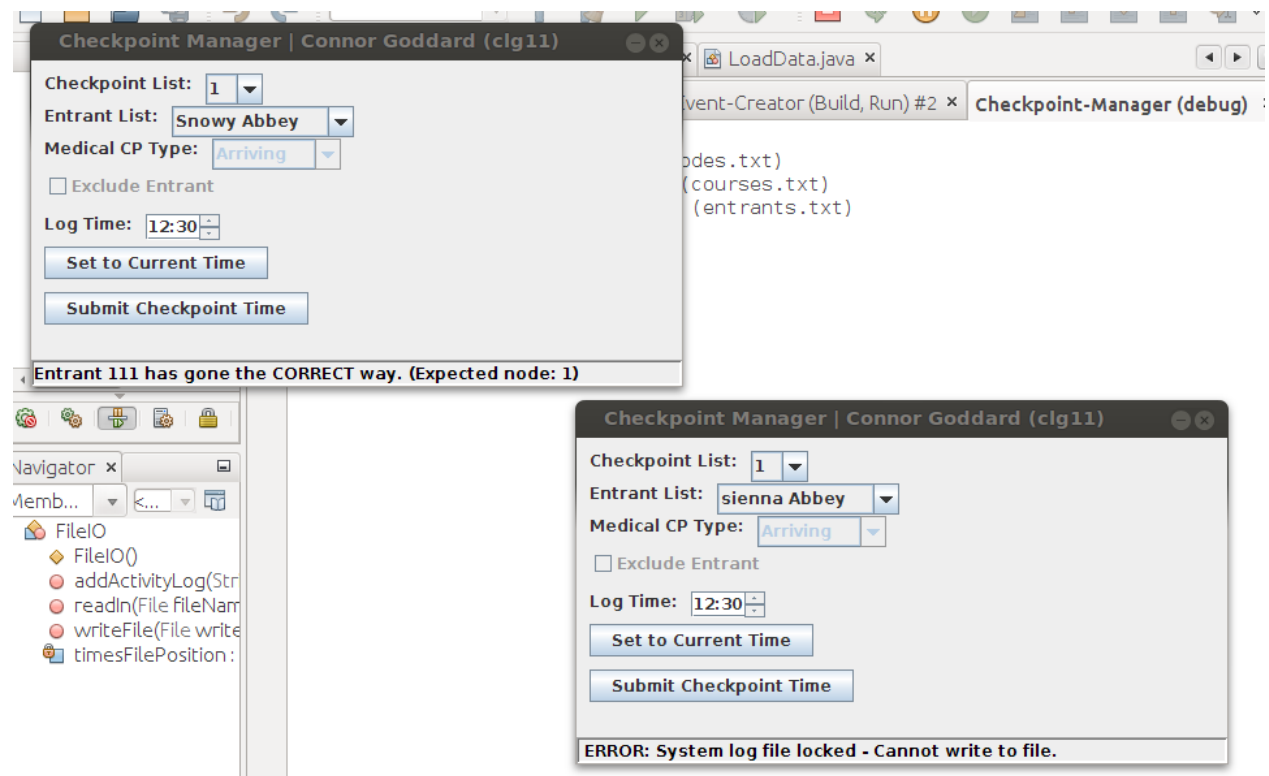 Checkpoint Manager | Connor Goddard (clg11)
Checkpoint List: 1
Entrant List: Snowy Abbey
Medical CP Type: Arriving
Exclude Entrant
Log Time: 12:30
Set to Current Time
Submit Checkpoint Time
Entrant 111 has gone the CORRECT way. (Expected node: 1)
LoadData.java
vent-Creator (Build, Run) #2
Checkpoint-Manager (debug)
odes.txt)
(courses.txt)
(entrants.txt)
Navigator
Memb...
<...
FileIO
FileIO()
addActivityLog(Str
readIn(File fileNam
writeFile(File write
timesFilePosition :
Checkpoint Manager | Connor Goddard (clg11)
Checkpoint List: 1
Entrant List: sienna Abbey
Medical CP Type: Arriving
Exclude Entrant
Log Time: 12:30
Set to Current Time
Submit Checkpoint Time
ERROR: System log file locked - Cannot write to file.